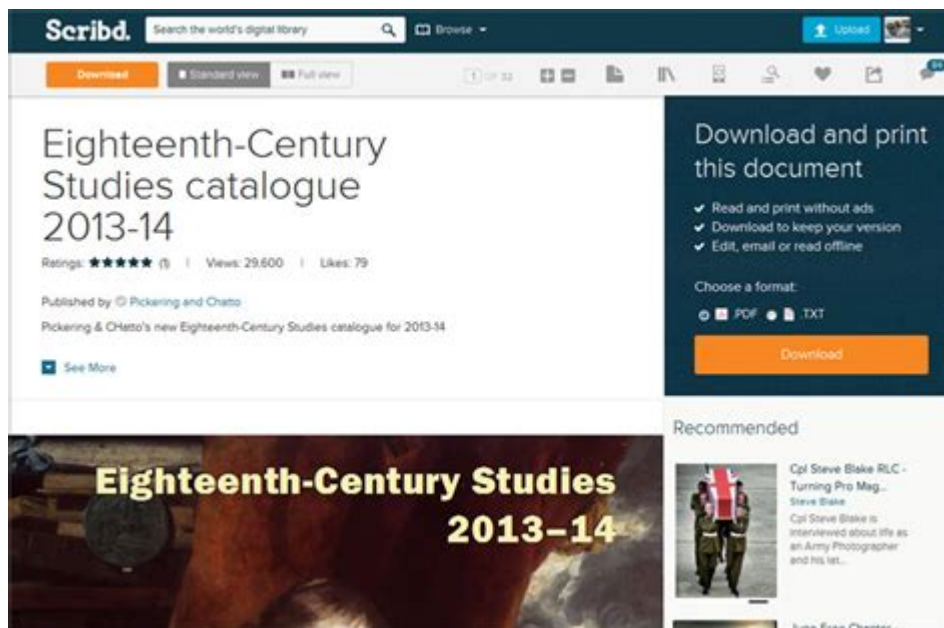 Scribd.
Search the world's digital library
Browse
Upload
Download
Standard view
Full view
1 OF 32
Eighteenth-Century
Studies catalogue
2013-14
Ratings: (1) | Views: 29,600 | Likes: 79
Published by Pickering and Chatto
Pickering & CHatto's new Eighteenth-Century Studies catalogue for 2013-14
See More
Eighteenth-Century Studies
2013–14
Download and print
this document
Read and print without ads
Download to keep your version
Edit, email or read offline
Choose a format:
.PDF .TXT
Download
Recommended
Cpl Steve Blake RLC -
Turning Pro Mag...
Steve Blake
Cpl Steve Blake is
interviewed about life as
an Army Photographer
and his lat...